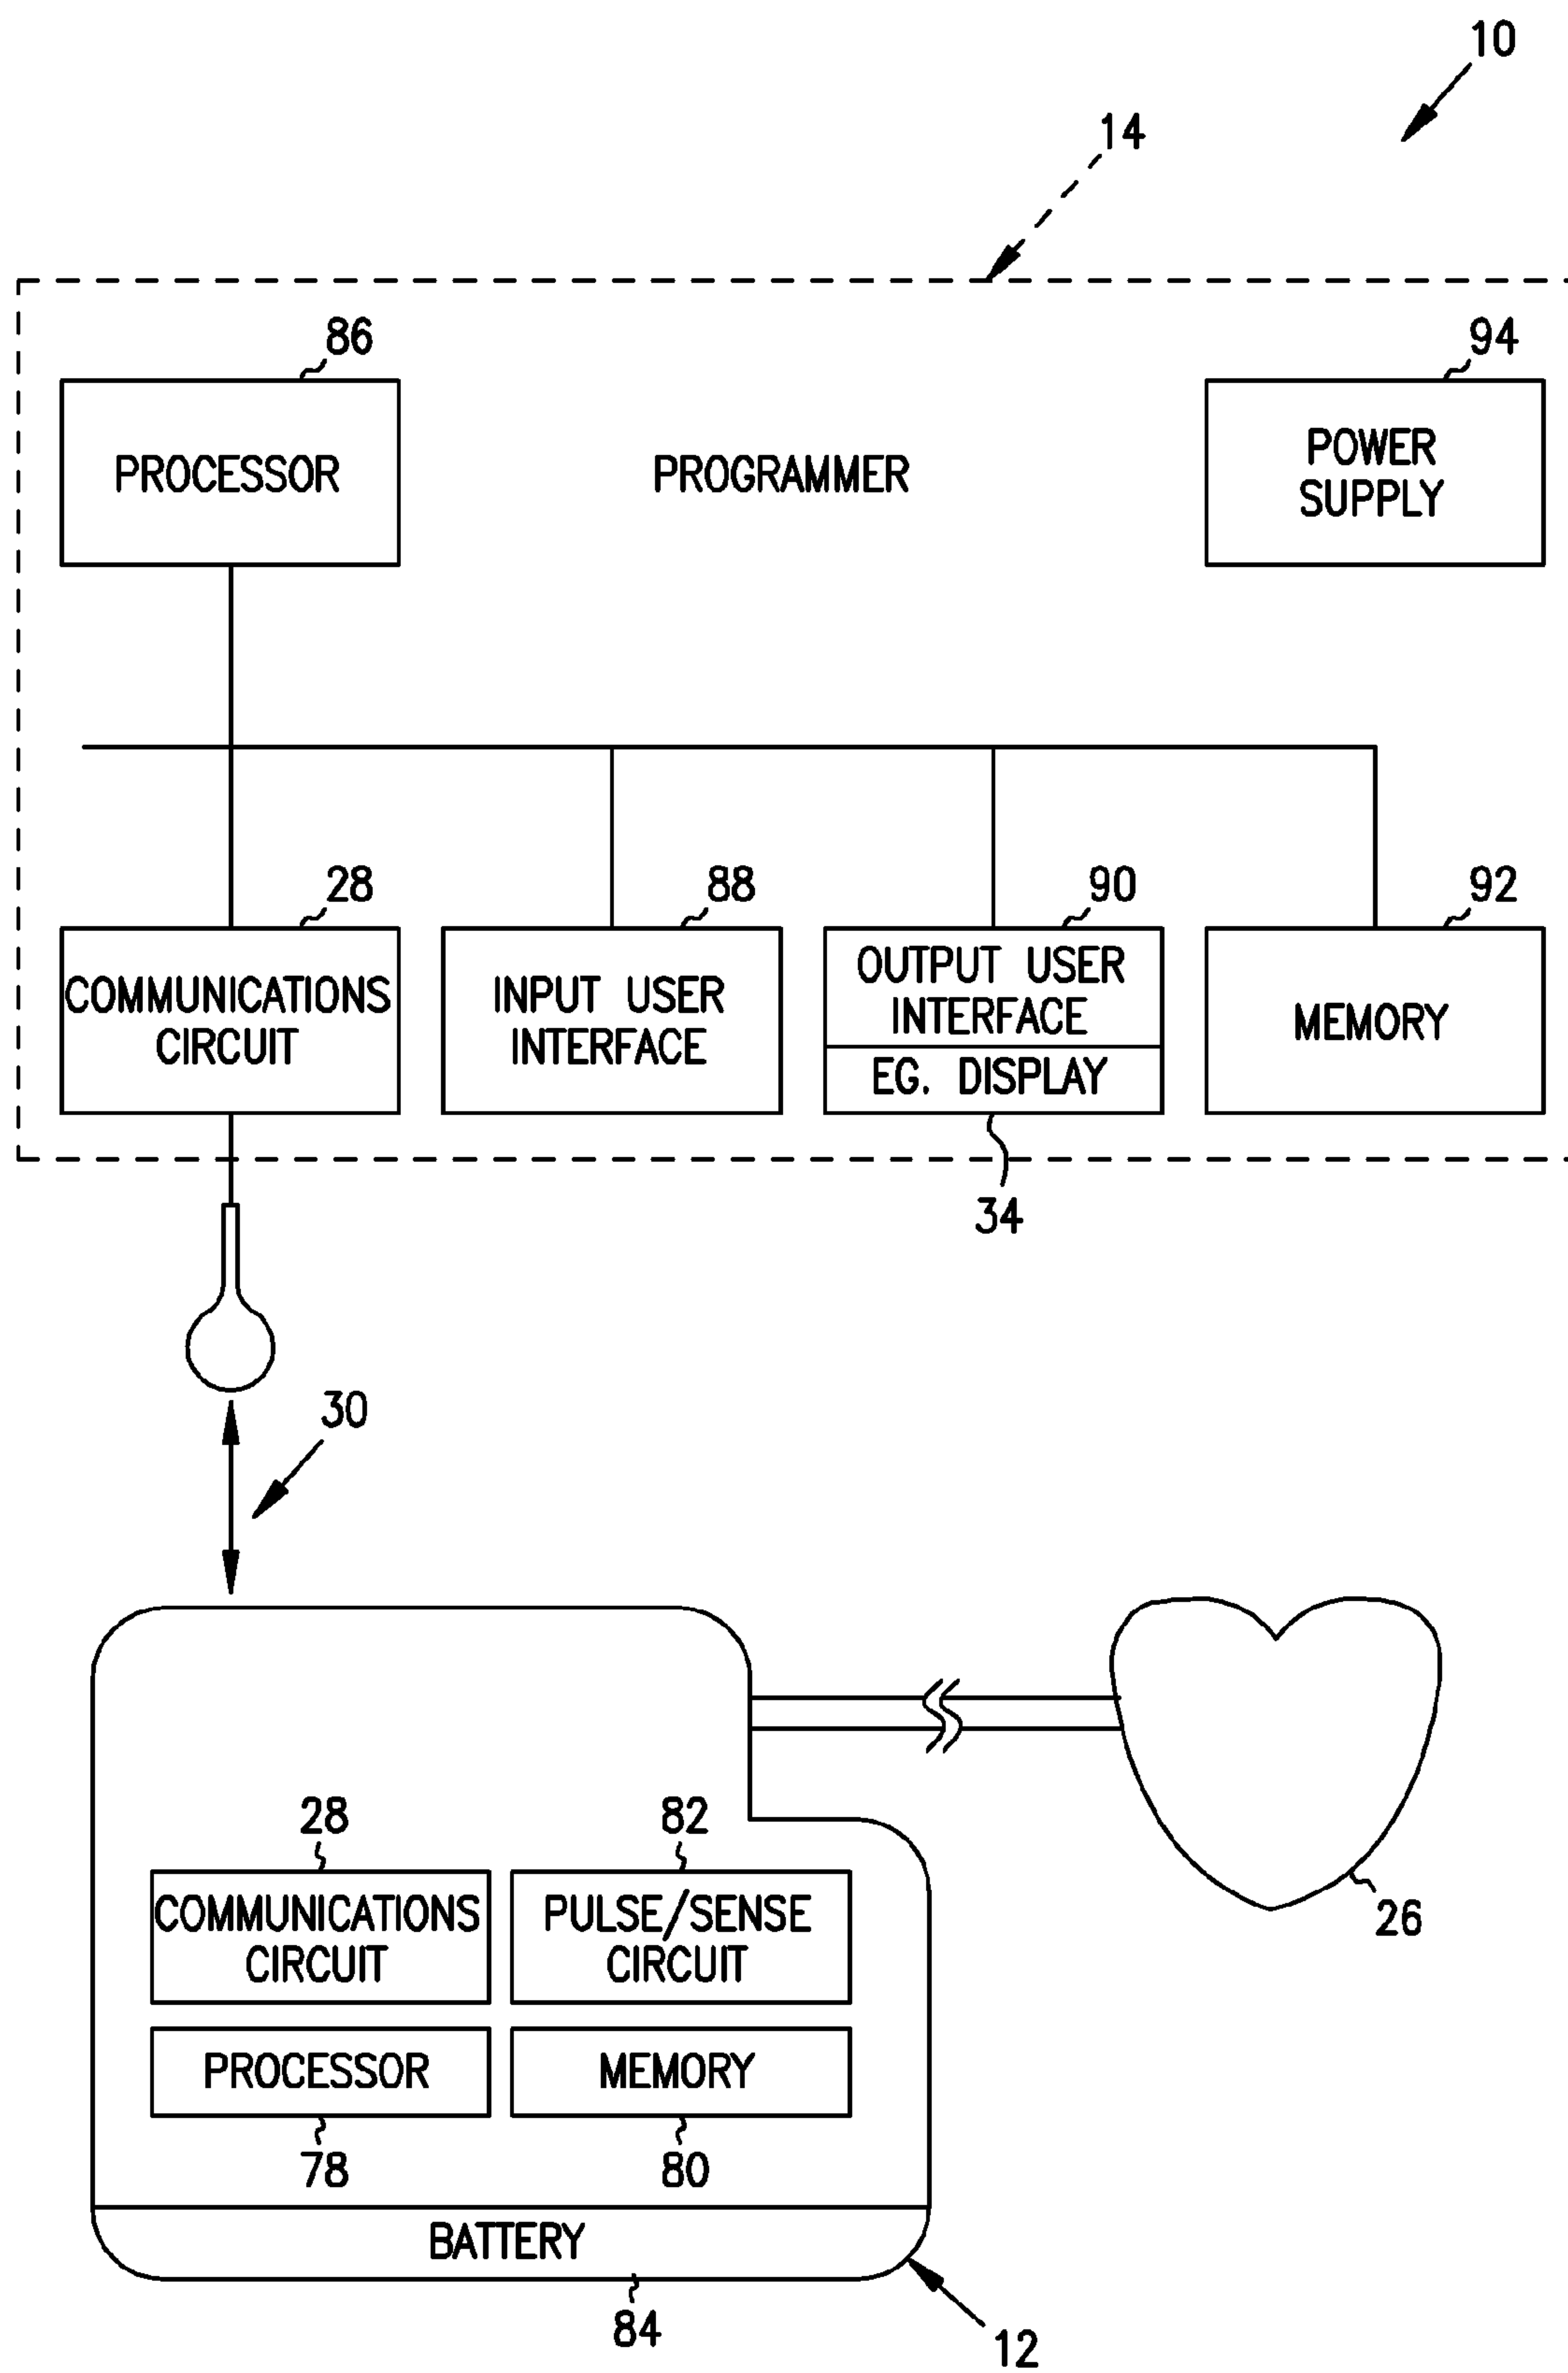 10
14
86
94
PROCESSOR
PROGRAMMER
POWER
SUPPLY
28
88
90
92
COMMUNICATIONS
CIRCUIT
INPUT USER
INTERFACE
OUTPUT USER
INTERFACE
EG. DISPLAY
MEMORY
34
30
28
82
COMMUNICATIONS
CIRCUIT
PULSE/SENSE
CIRCUIT
26
PROCESSOR
MEMORY
78
80
BATTERY
84
12